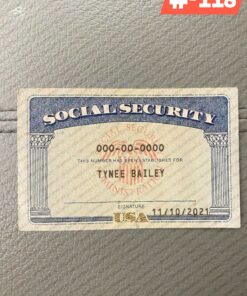 #-118
SOCIAL SECURITY
000-00-0000
THIS NUMBER HAS BEEN ESTABLISHED FOR
TYNEE BAILEY
SIGNATURE
USA 11/10/2021